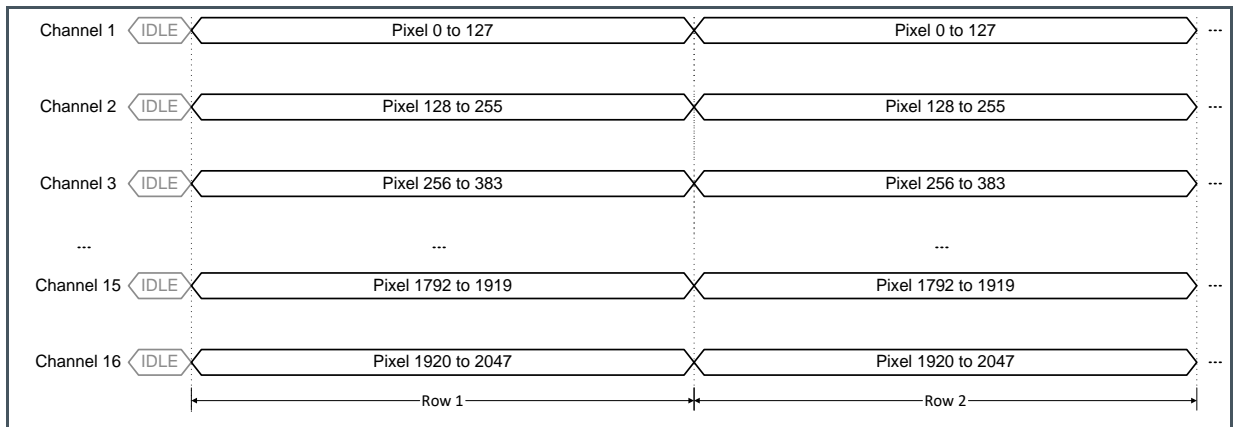 Channel 1 IDLE Pixel 0 to 127 Pixel 0 to 127 ---
Channel 2 IDLE Pixel 128 to 255 Pixel 128 to 255 ---
Channel 3 IDLE Pixel 256 to 383 Pixel 256 to 383 ---
--- --- ---
Channel 15 IDLE Pixel 1792 to 1919 Pixel 1792 to 1919 ---
Channel 16 IDLE Pixel 1920 to 2047 Pixel 1920 to 2047 ---
Row 1 Row 2